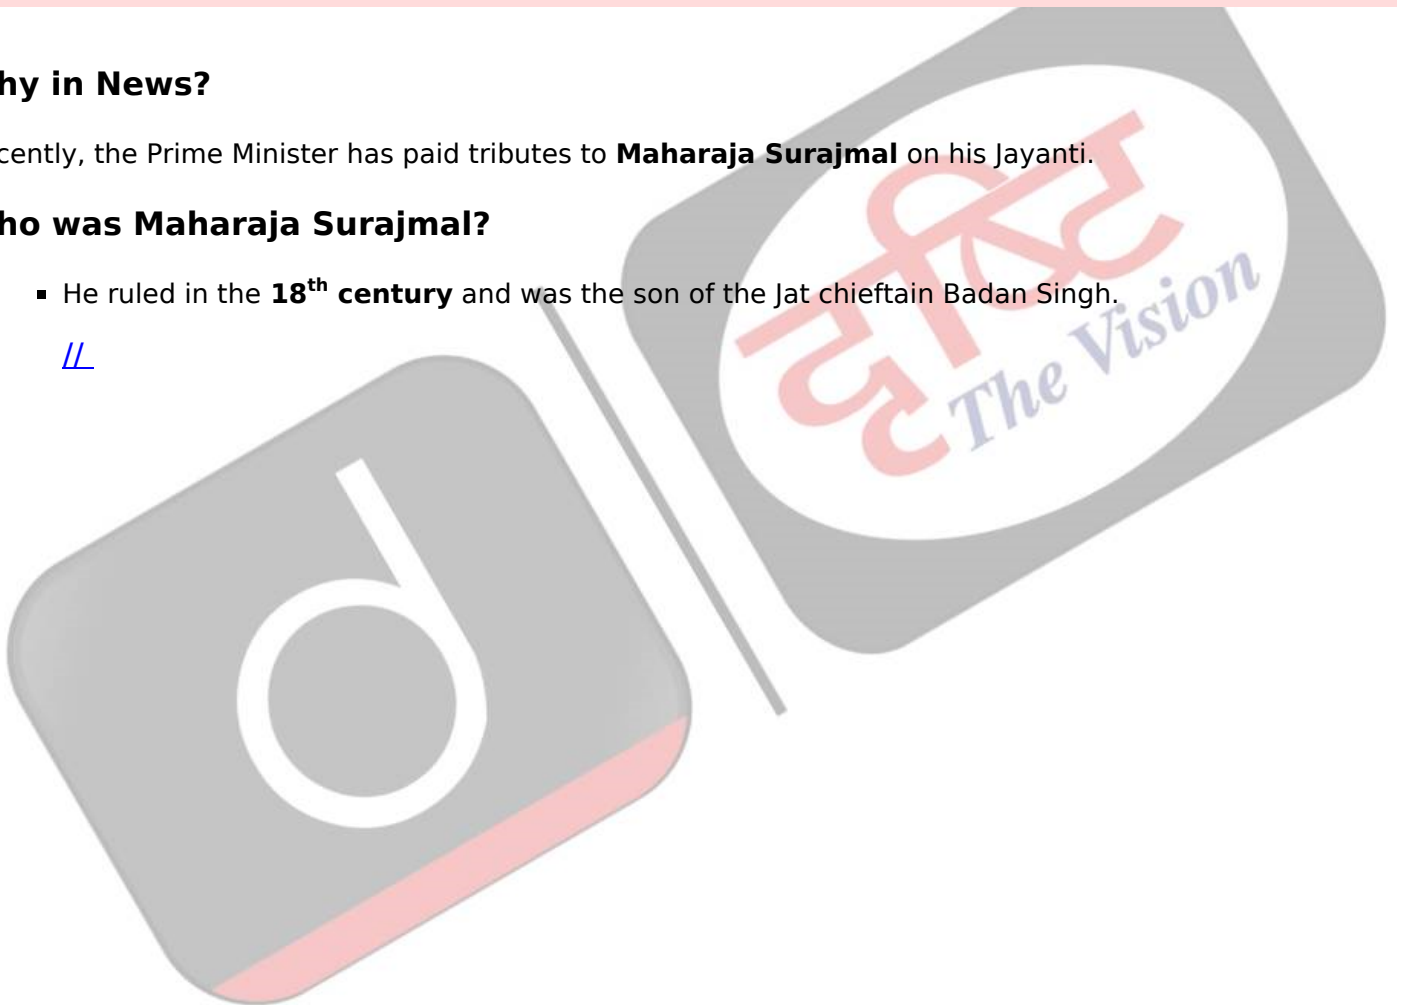 hy in News?
cently, the Prime Minister has paid tributes to Maharaja Surajmal on his Jayanti.
ho was Maharaja Surajmal?
▪ He ruled in the 18th century and was the son of the Jat chieftain Badan Singh.
//
दृष्टि
The Vision
d